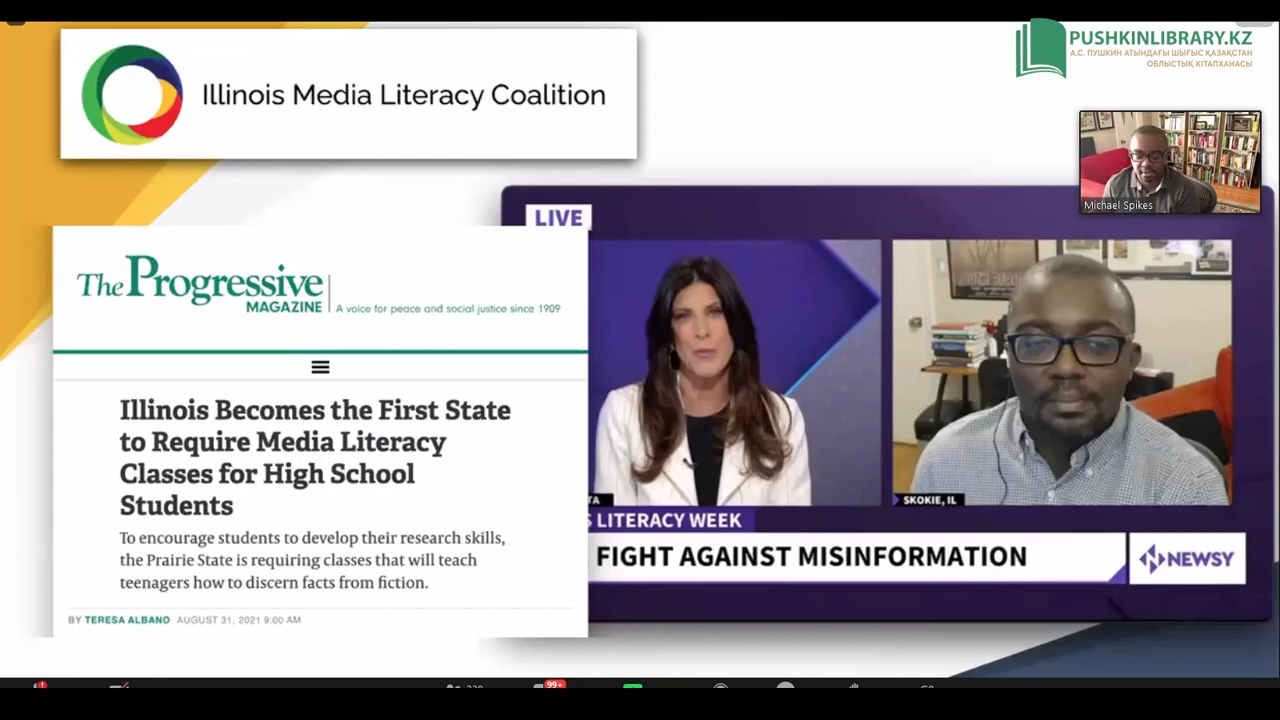 PUSHKINLIBRARY.KZ
А.С. ПУШКИН АТЫНДАҒЫ ШЫҒЫС ҚАЗАҚСТАН
ОБЛЫСТЫҚ КІТАПХАНАСЫ
Illinois Media Literacy Coalition
Michael Spikes
LIVE
The Progressive
MAGAZINE
A voice for peace and social justice since 1909
Illinois Becomes the First State
to Require Media Literacy
Classes for High School
Students
To encourage students to develop their research skills,
the Prairie State is requiring classes that will teach
teenagers how to discern facts from fiction.
BY TERESA ALBANO AUGUST 31, 2021 9:00 AM
TA
SKOKIE, IL
S LITERACY WEEK
FIGHT AGAINST MISINFORMATION
NEWSY
99+